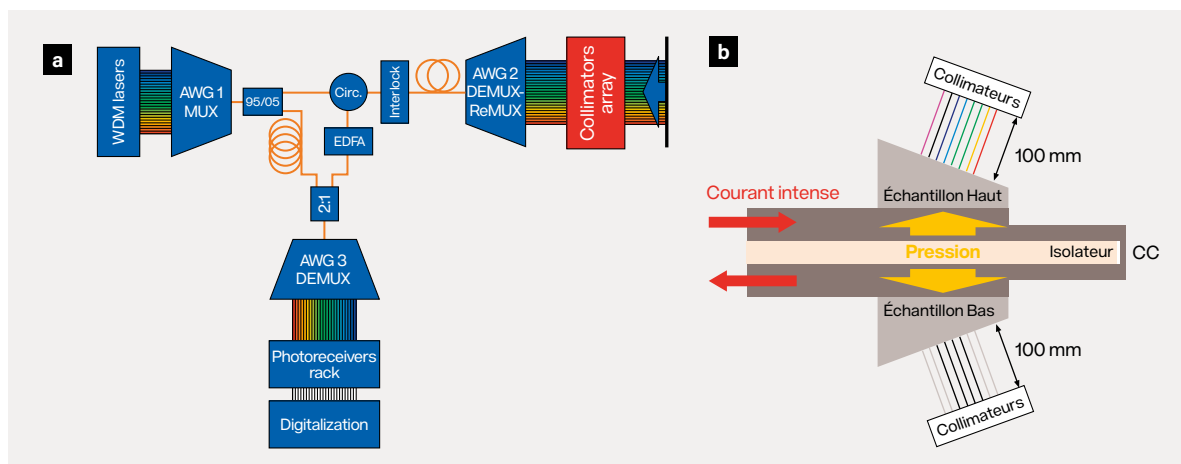 a
WDM lasers
AWG 1
MUX
95/05
Circ.
EDFA
Interlock
AWG 2
DEMUX-
ReMUX
Collimators
array
2:1
AWG 3
DEMUX
Photoreceivers
rack
Digitalization
b
Collimateurs
100 mm
Échantillon Haut
Courant intense
Pression
Isolateur
CC
Échantillon Bas
100 mm
Collimateurs